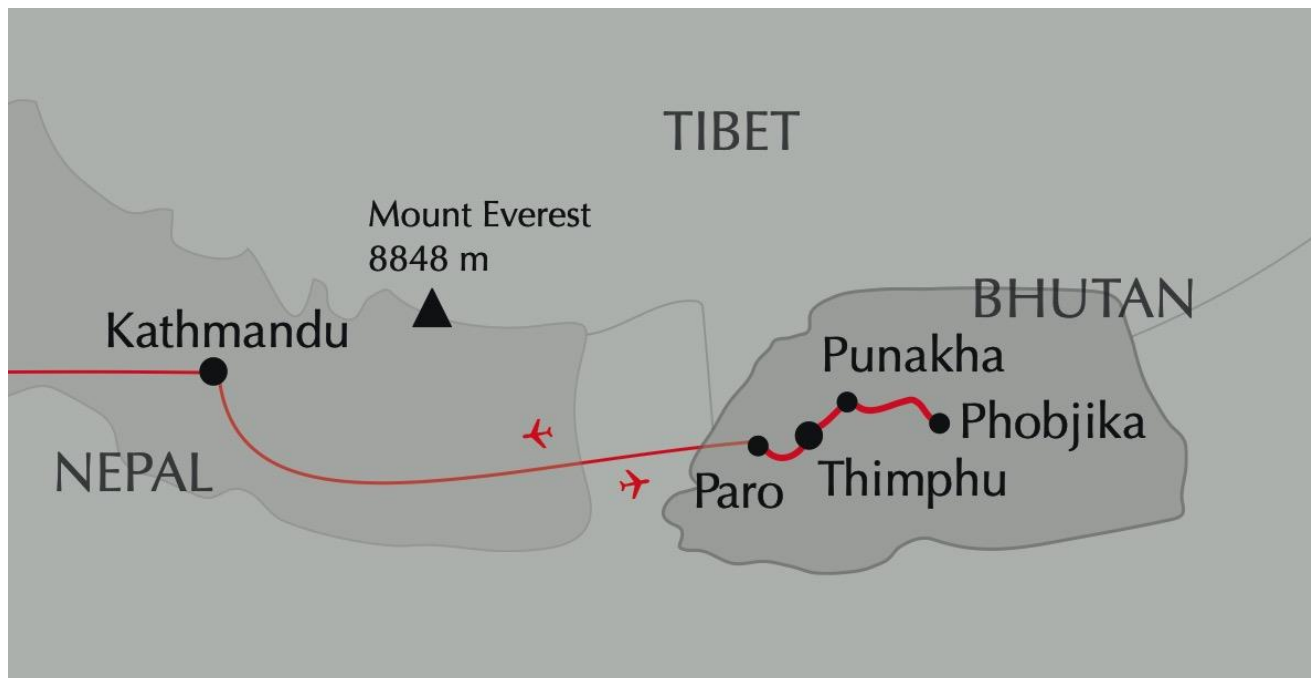 TIBET
Mount Everest
8848 m
BHUTAN
Kathmandu
Punakha
Phobjika
NEPAL
Paro
Thimphu